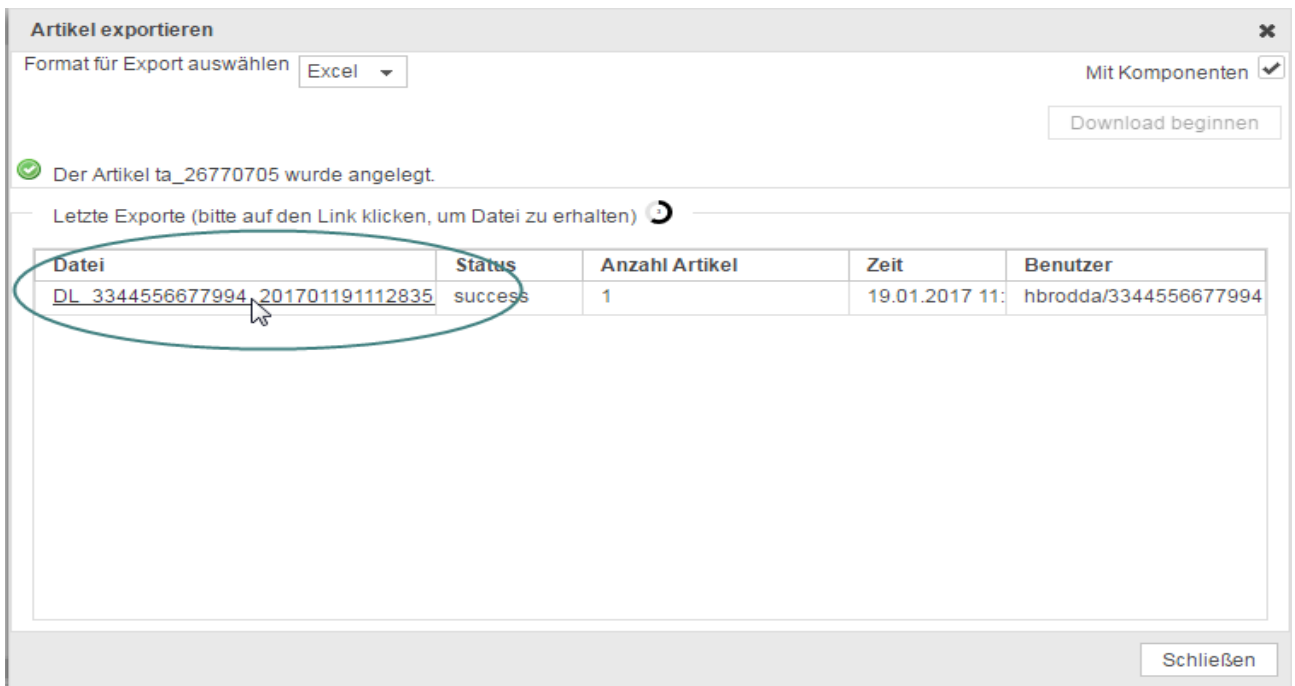 Artikel exportieren
Format für Export auswählen Excel Mit Komponenten
Download beginnen
Der Artikel ta_26770705 wurde angelegt.
Letzte Exporte (bitte auf den Link klicken, um Datei zu erhalten)
Datei Status Anzahl Artikel Zeit Benutzer
DL_3344556677994_201701191112835 success 1 19.01.2017 11: hbrodda/3344556677994
Schließen